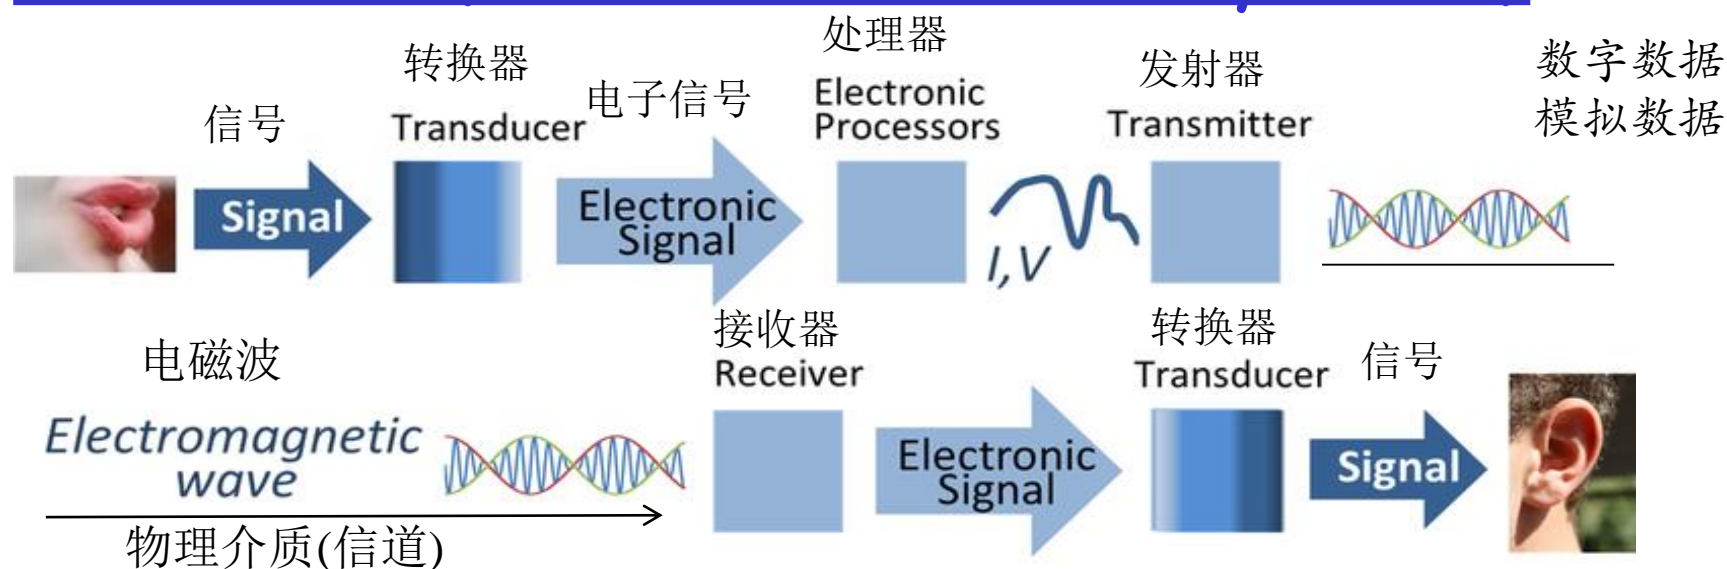 处理器
转换器
发射器
数字数据
电子信号
Electronic
Processors
信号
Transducer
Transmitter
模拟数据
Signal
Electronic
Signal
I,V
接收器
转换器
电磁波
信号
Receiver
Transducer
Electromagnetic
wave
Electronic
Signal
Signal
物理介质(信道)